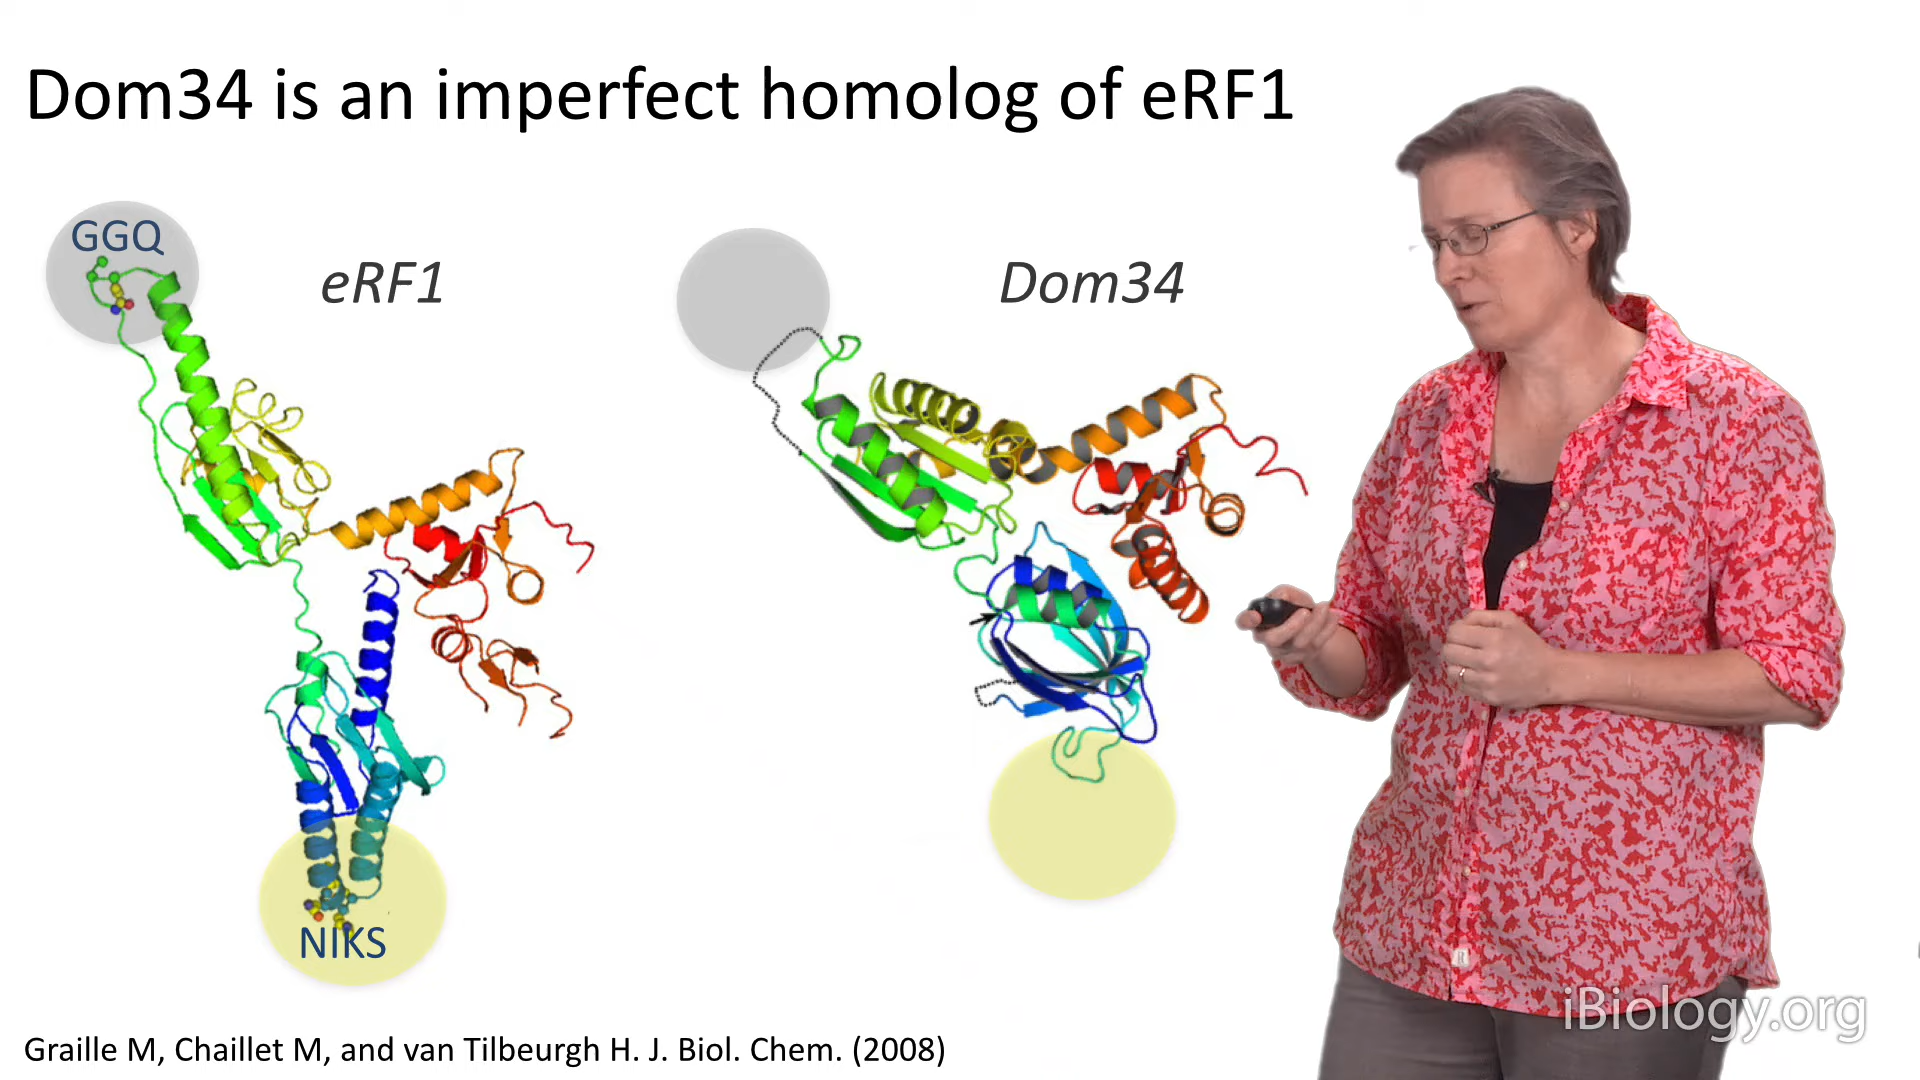 Dom34 is an imperfect homolog of eRF1
GGQ
eRF1
Dom34
NIKS
Graille M, Chaillet M, and van Tilbeurgh H. J. Biol. Chem. (2008)
iBiology.org